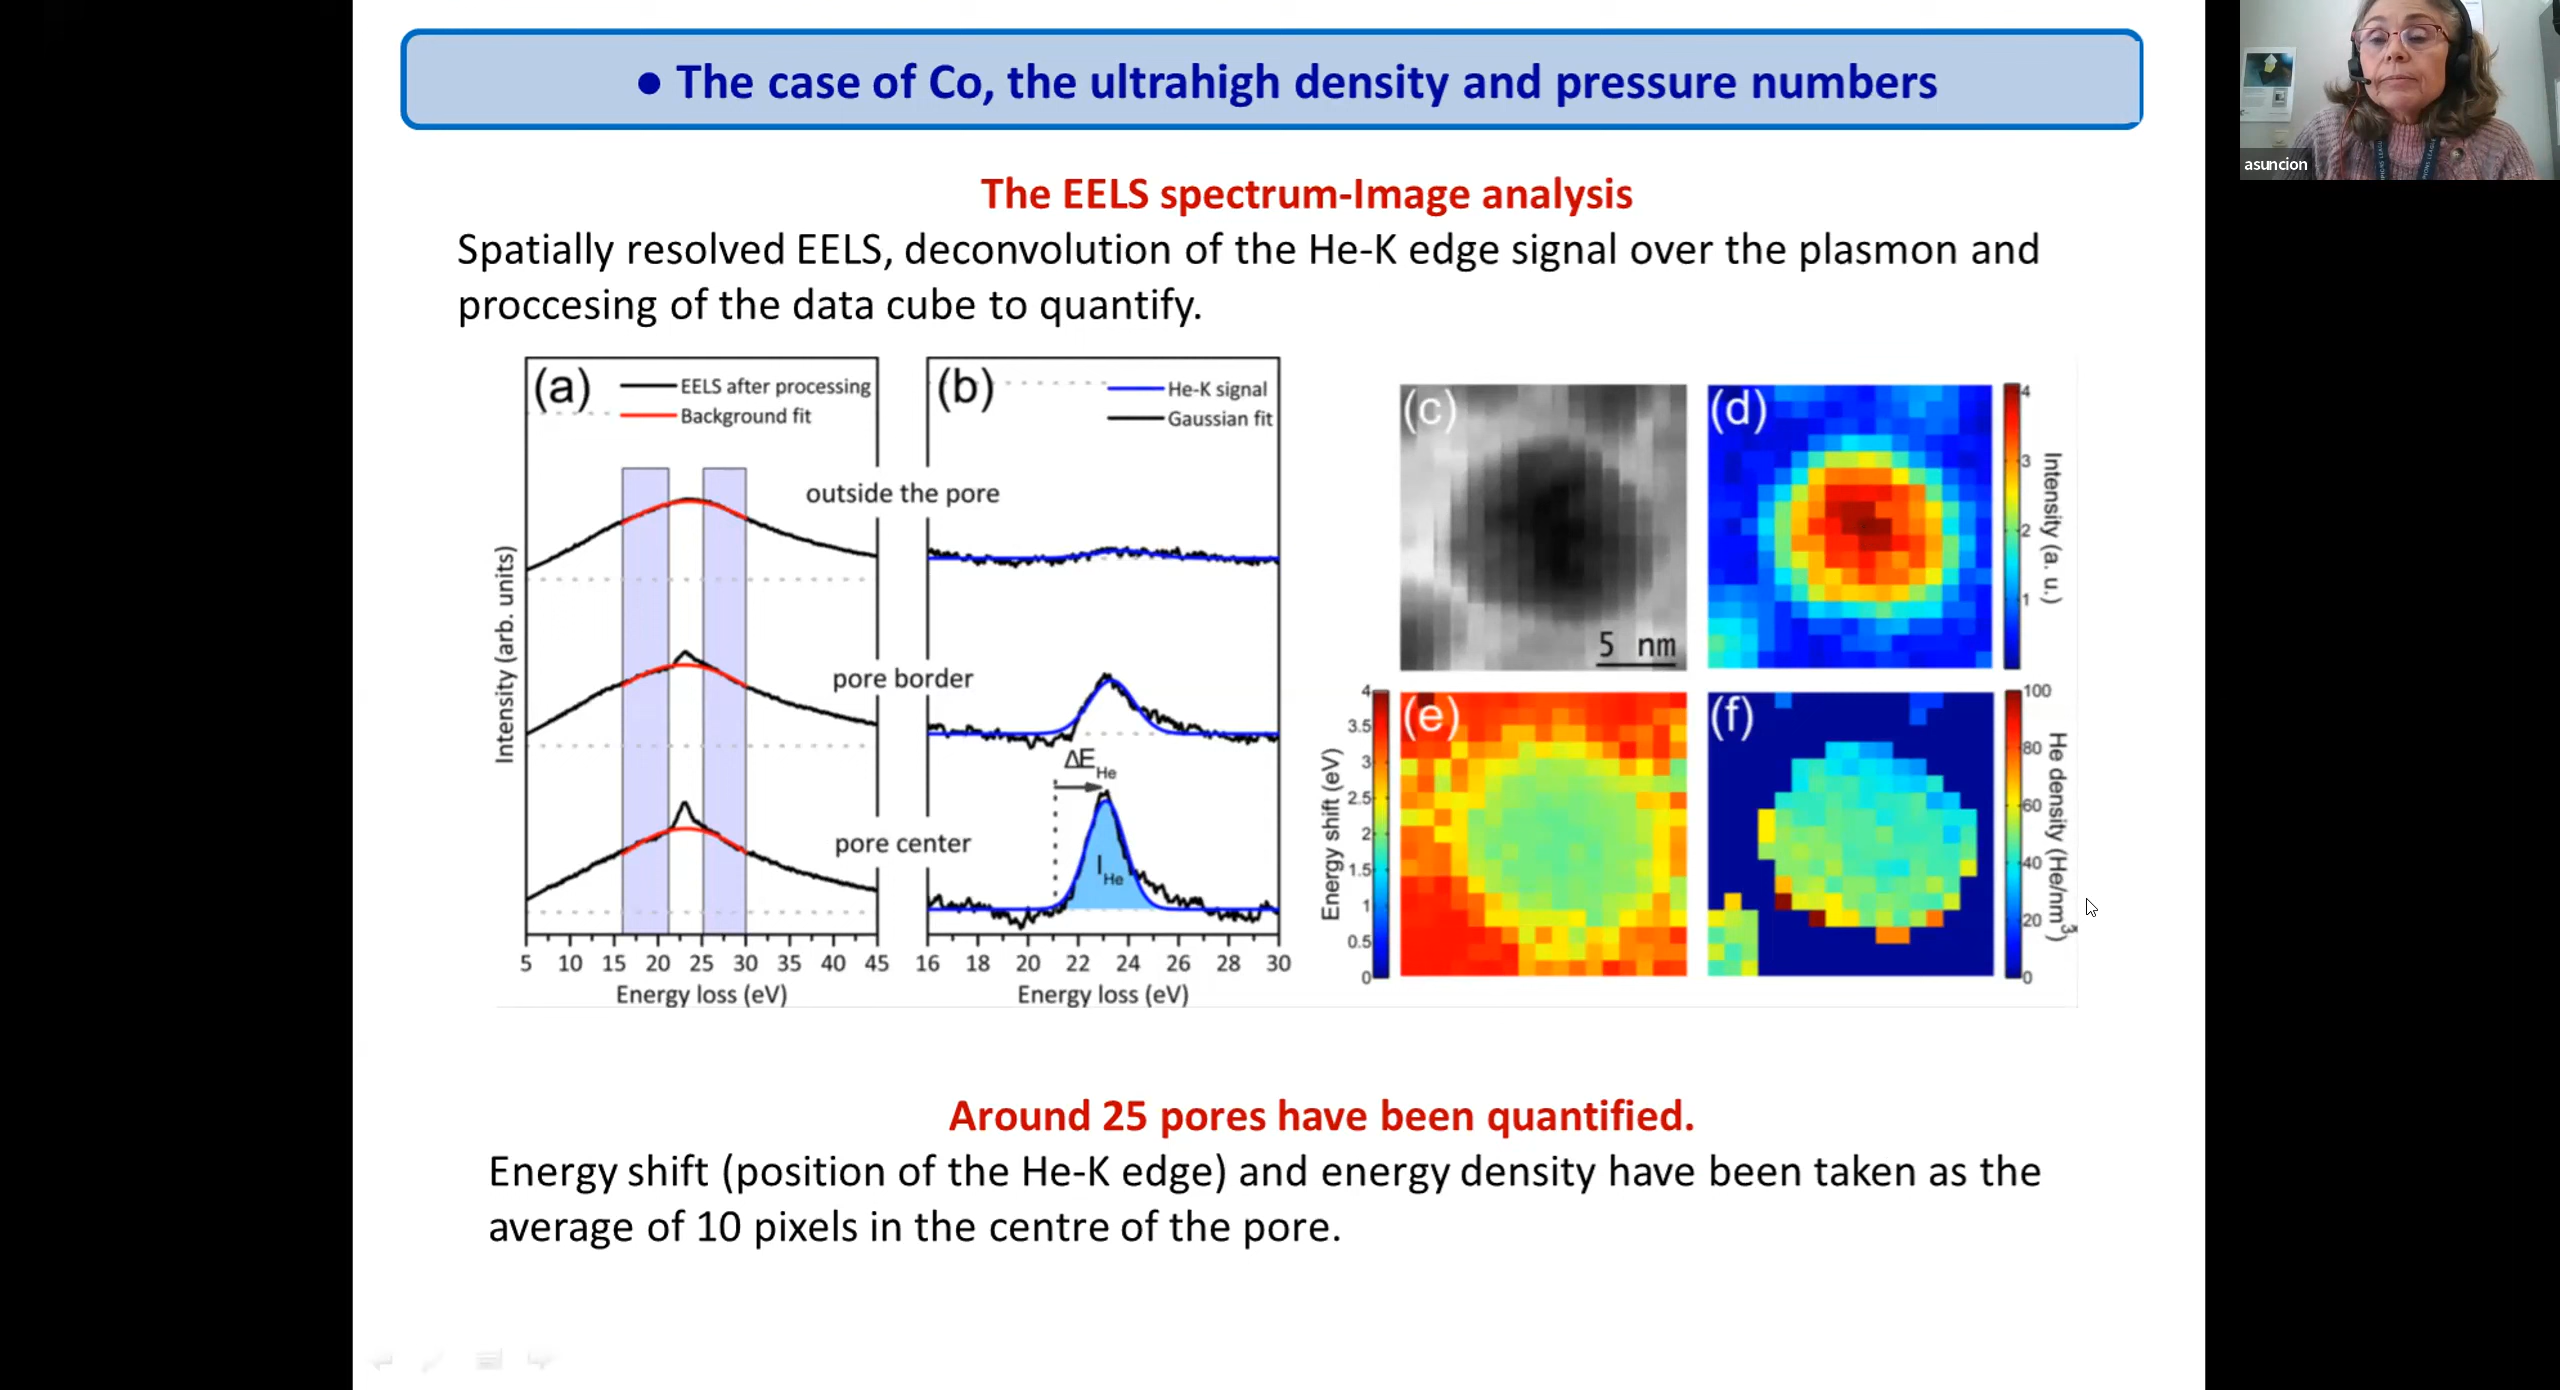 ● The case of Co, the ultrahigh density and pressure numbers
asuncion
The EELS spectrum-Image analysis
Spatially resolved EELS, deconvolution of the He-K edge signal over the plasmon and
proccesing of the data cube to quantify.
(a)
EELS after processing
Background fit
(b)
He-K signal
Gaussian fit
outside the pore
pore border
pore center
ΔE He
I He
Intensity (arb. units)
5 10 15 20 25 30 35 40 45
Energy loss (eV)
16 18 20 22 24 26 28 30
Energy loss (eV)
(c)
5 nm
(d)
4
3
2
1
Intensity (a. u.)
(e)
4
3.5
3
2.5
2
1.5
1
0.5
0
Energy shift (eV)
(f)
100
80
60
40
20
0
He density (He/nm³)
Around 25 pores have been quantified.
Energy shift (position of the He-K edge) and energy density have been taken as the
average of 10 pixels in the centre of the pore.